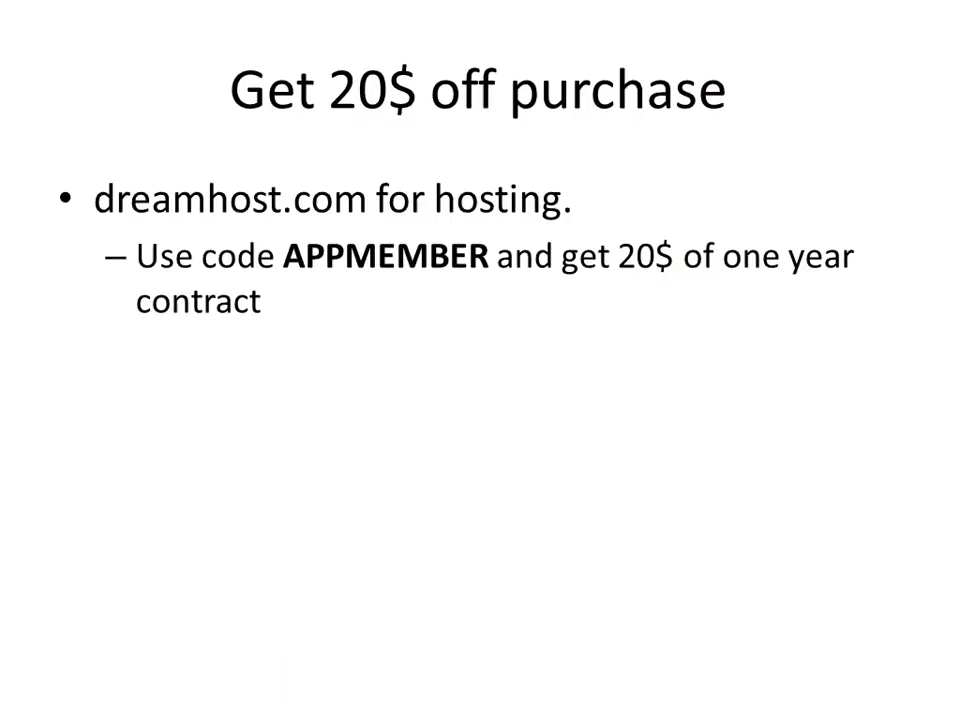 Get 20$ off purchase
• dreamhost.com for hosting.
– Use code APPMEMBER and get 20$ of one year
contract